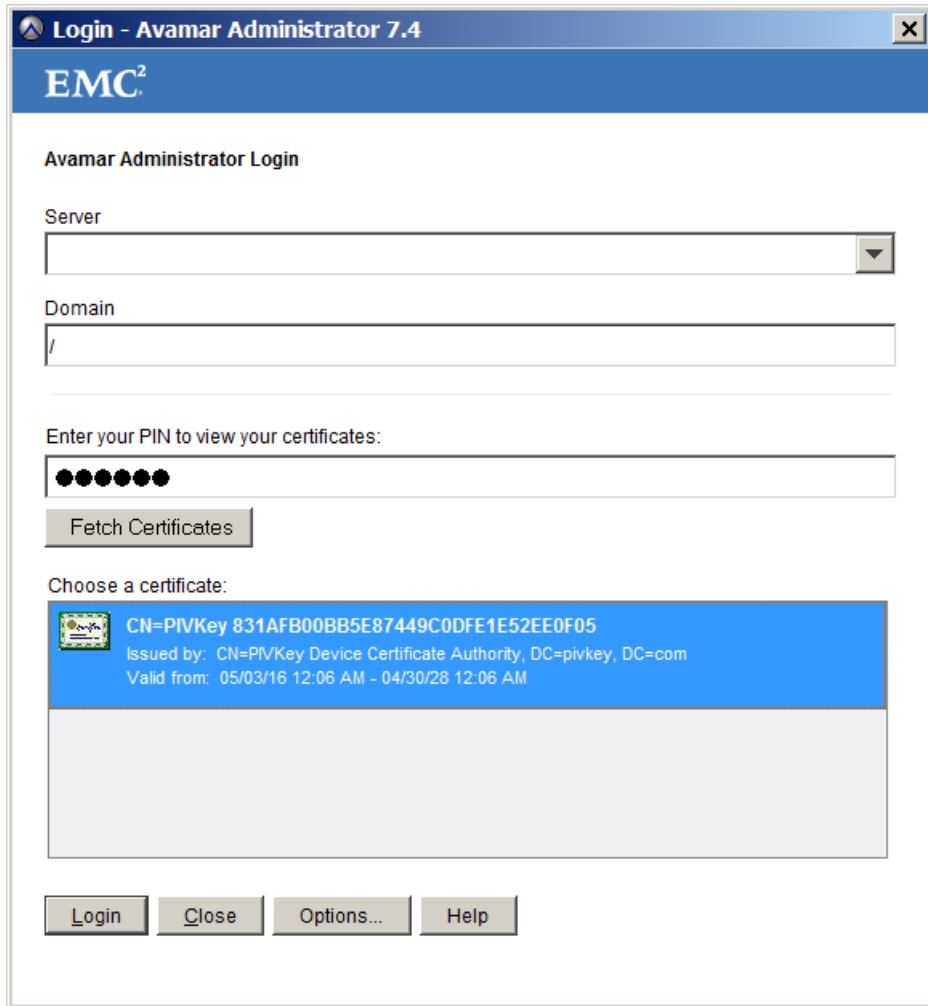 Login - Avamar Administrator 7.4
EMC²
Avamar Administrator Login
Server
Domain
/
Enter your PIN to view your certificates:
●●●●●●
Fetch Certificates
Choose a certificate:
CN=PIVKey 831AFB00BB5E87449C0DFE1E52EE0F05
Issued by: CN=PIVKey Device Certificate Authority, DC=pivkey, DC=com
Valid from: 05/03/16 12:06 AM - 04/30/28 12:06 AM
Login Close Options... Help